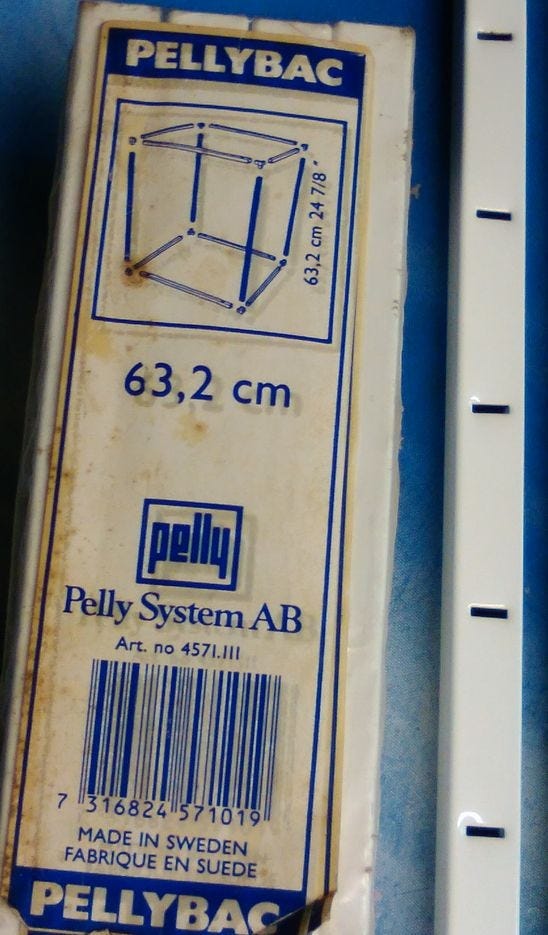 PELLYBAC
63,2 cm 24 7/8 "
63,2 cm
pelly
Pelly System AB
Art. no 4571.111
7 316824 571019
MADE IN SWEDEN
FABRIQUE EN SUEDE
PELLYBAC